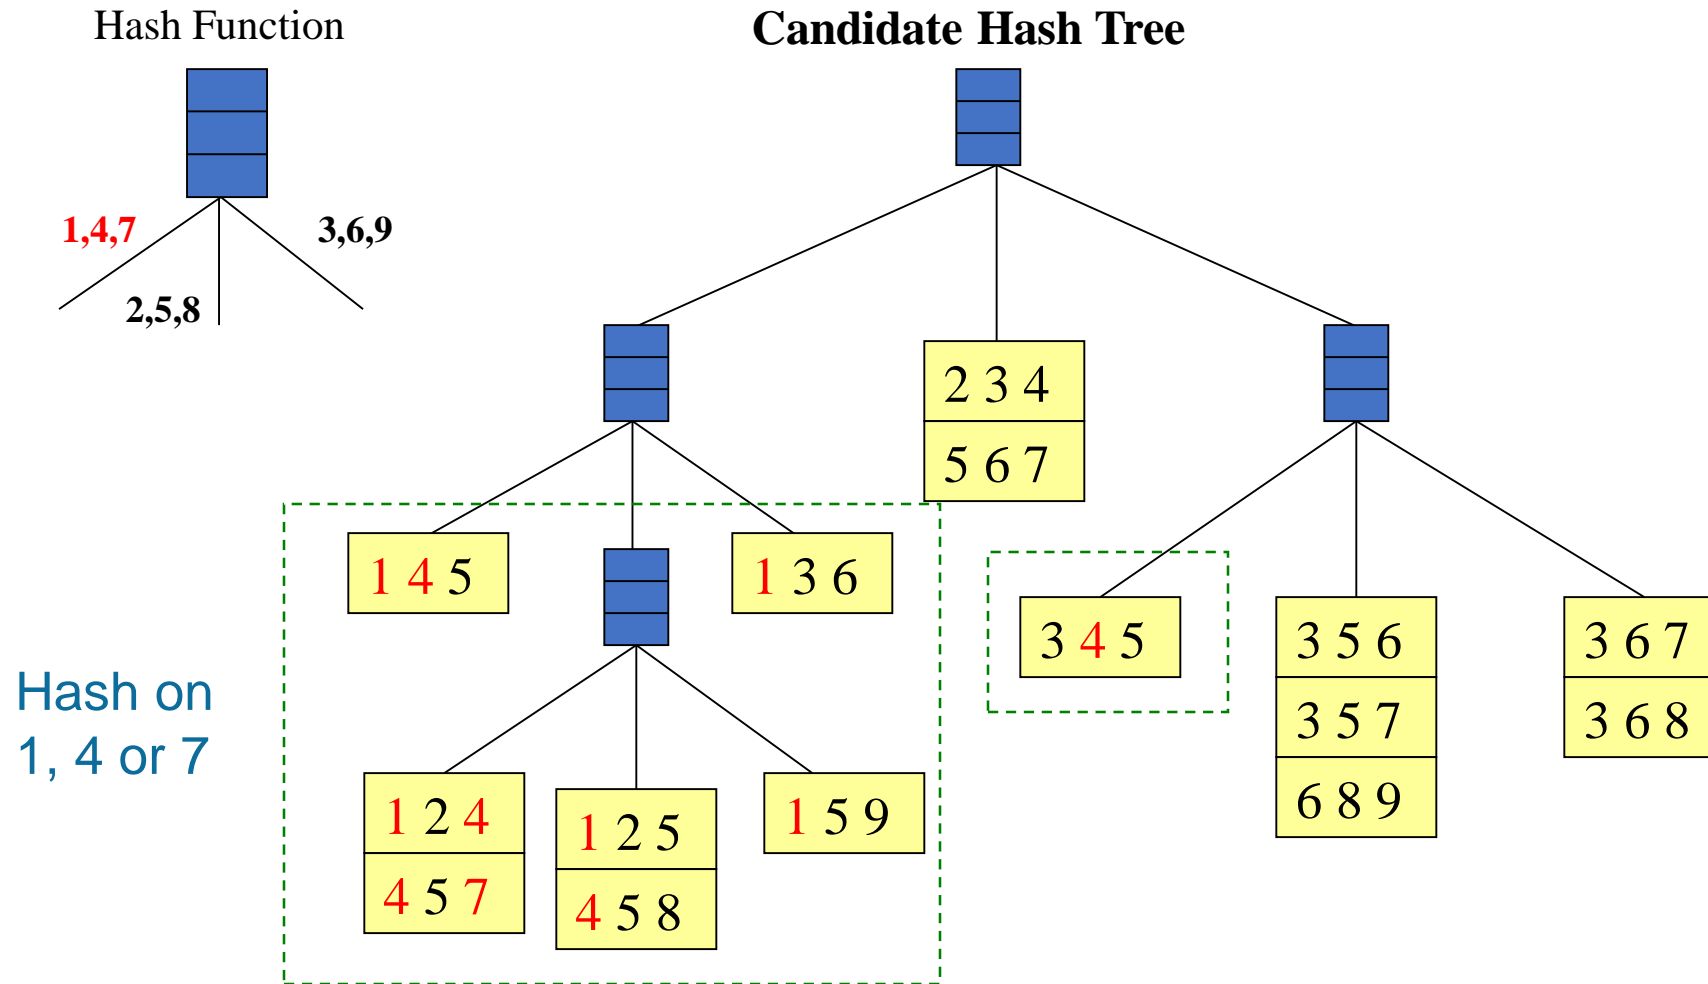 Hash Function
Candidate Hash Tree
1,4,7
3,6,9
2,5,8
2 3 4
5 6 7
1 4 5
1 3 6
3 4 5
3 5 6
3 6 7
3 5 7
3 6 8
6 8 9
Hash on
1, 4 or 7
1 2 4
1 2 5
1 5 9
4 5 7
4 5 8